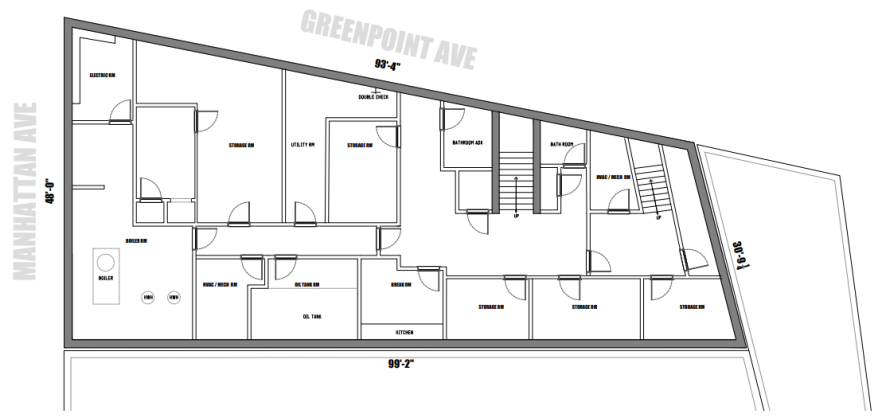 GREENPOINT AVE
93'-4"
MANHATTAN AVE
48'-0"
ELECTRIC RM
DOUBLE CHECK
STORAGE RM
UTILITY RM
STORAGE RM
BATHROOM ADA
BATH ROOM
HVAC / MECH RM
UP
UP
BOILER RM
BOILER
HWH
HWH
HVAC / MECH RM
OIL TANK RM
OIL TANK
BREAK RM
KITCHEN
STORAGE RM
STORAGE RM
STORAGE RM
99'-2"